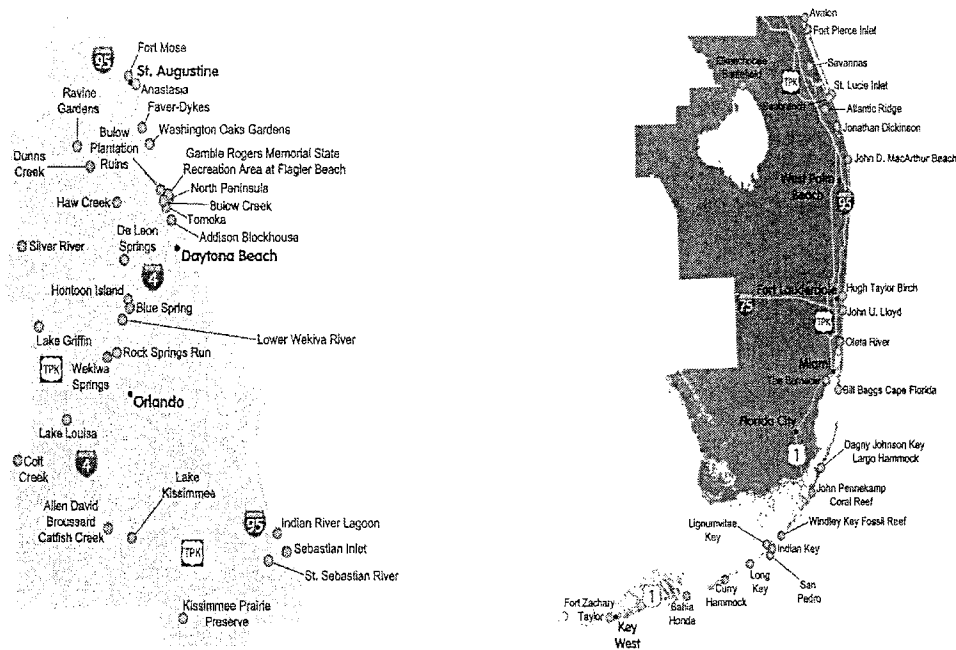 Fort Mose
95
St. Augustine
Anastasia
Ravine
Gardens
Faver-Dykes
Washington Oaks Gardens
Bulow
Plantation
Ruins
Dunns
Creek
Gamble Rogers Memorial State
Recreation Area at Flagler Beach
North Peninsula
Haw Creek
Bulow Creek
Tomoka
Addison Blockhouse
Silver River
De Leon
Springs
Daytona Beach
4
Hontoon Island
Blue Spring
Lower Wekiva River
Lake Griffin
Rock Springs Run
TPK
Wekiwa
Springs
Orlando
Lake Louisa
4
Colt
Creek
Lake
Kissimmee
Allen David
Broussard
Catfish Creek
95
Indian River Lagoon
TPK
Sebastian Inlet
St. Sebastian River
Kissimmee Prairie
Preserve
Avalon
Fort Pierce Inlet
Okeechobee
Battlefield
Savannas
TPK
St. Lucie Inlet
Seabranch
Atlantic Ridge
Jonathan Dickinson
John D. MacArthur Beach
West Palm
Beach
95
Fort Lauderdale
Hugh Taylor Birch
75
John U. Lloyd
TPK
Oleta River
Miami
The Barnacle
Bill Baggs Cape Florida
Florida City
1
Dagny Johnson Key
Largo Hammock
John Pennekamp
Coral Reef
Windley Key Fossil Reef
Lignumvitae
Key
Indian Key
San
Pedro
Long
Key
Curry
Hammock
1
Bahia
Honda
Fort Zachary
Taylor
Key
West